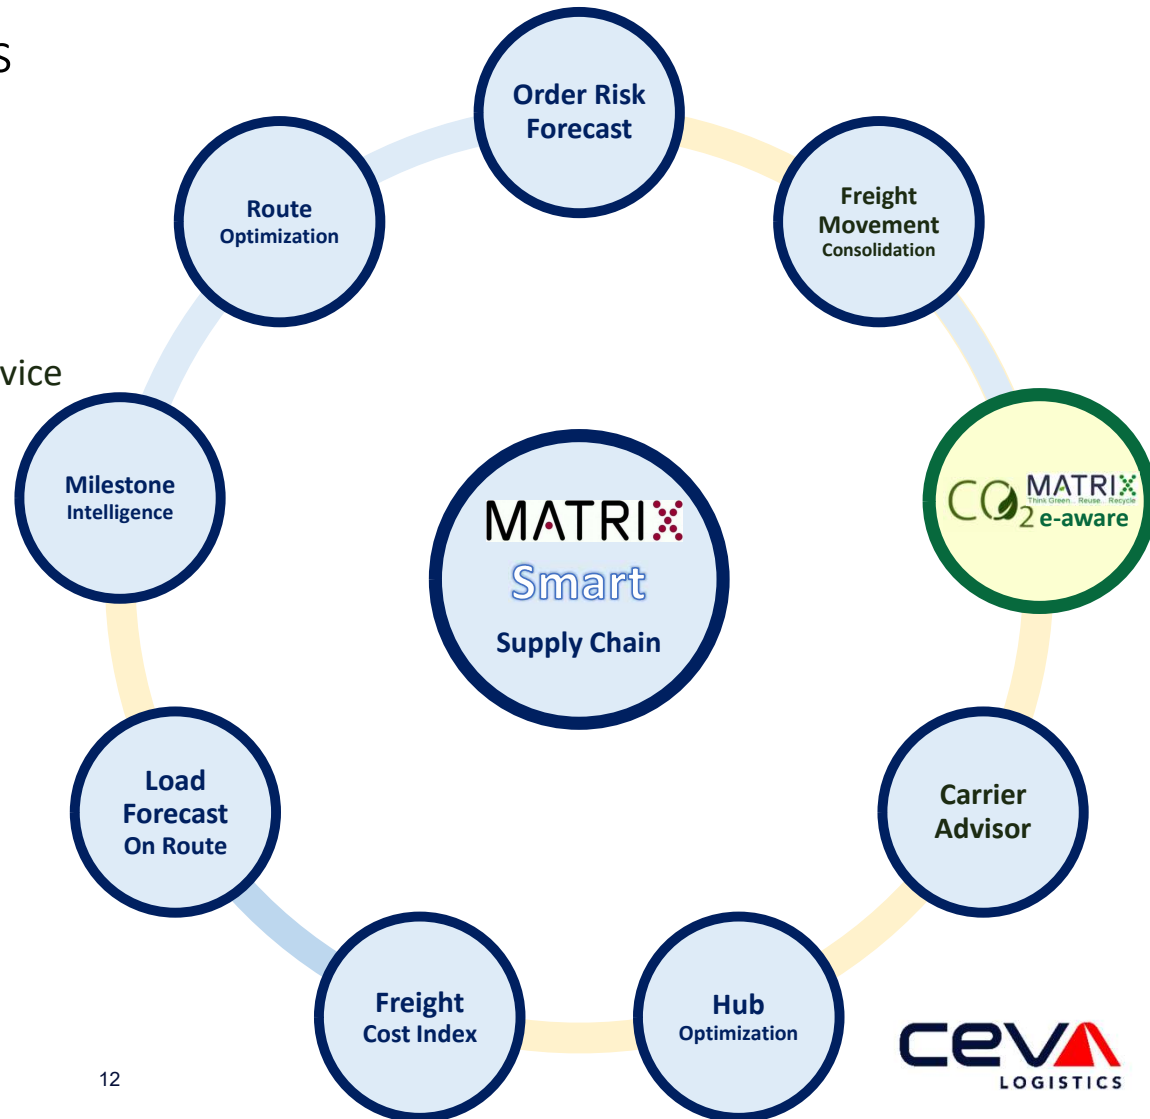 S
Order Risk
Forecast
Freight
Movement
Consolidation
Route
Optimization
vice
CO2 MATRIX
Think Green... Reuse.. Recycle
e-aware
Milestone
Intelligence
MATRIX
Smart
Supply Chain
Load
Forecast
On Route
Carrier
Advisor
Freight
Cost Index
Hub
Optimization
CEVA
LOGISTICS
12